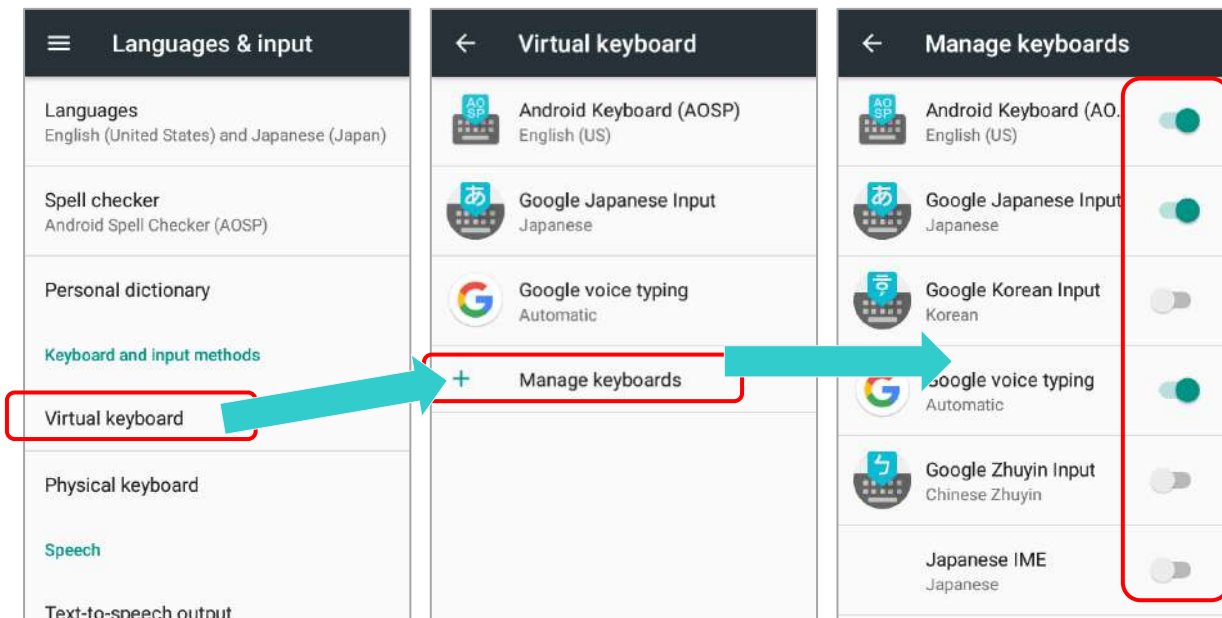 Languages & input
Languages
English (United States) and Japanese (Japan)
Spell checker
Android Spell Checker (AOSP)
Personal dictionary
Keyboard and input methods
Virtual keyboard
Physical keyboard
Speech
Text-to-speech output
Virtual keyboard
AO
SP
Android Keyboard (AOSP)
English (US)
あ
Google Japanese Input
Japanese
G
Google voice typing
Automatic
+ Manage keyboards
Manage keyboards
AO
SP
Android Keyboard (AO.
English (US)
あ
Google Japanese Input
Japanese
Google Korean Input
Korean
G
Google voice typing
Automatic
ㄅ
Google Zhuyin Input
Chinese Zhuyin
Japanese IME
Japanese